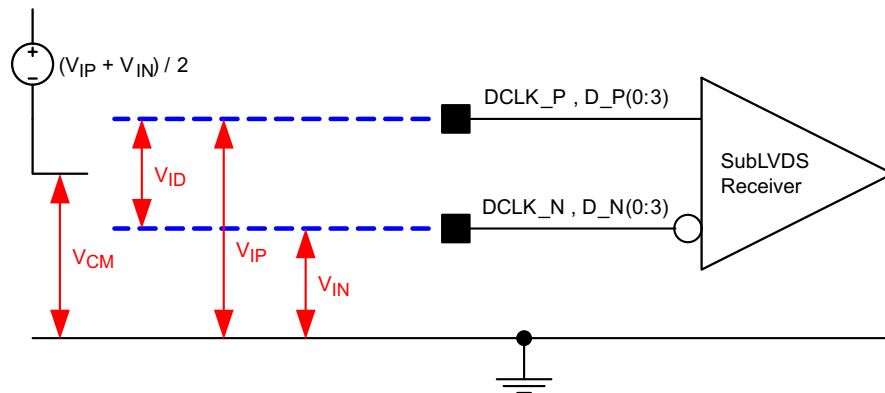 (VIP + VIN) / 2
DCLK_P , D_P(0:3)
SubLVDS
Receiver
VID
DCLK_N , D_N(0:3)
VCM
VIP
VIN